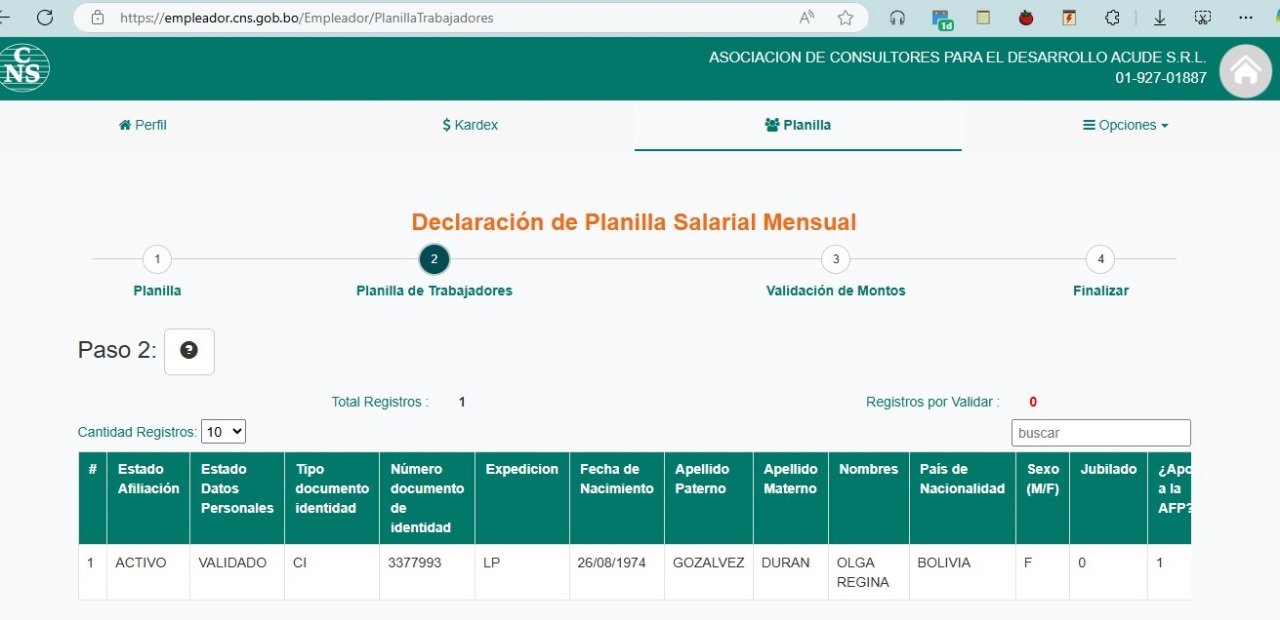 https://empleador.cns.gob.bo/Empleador/PlanillaTrabajadores
1d
CNS
ASOCIACION DE CONSULTORES PARA EL DESARROLLO ACUDE S.R.L.
01-927-01887
Perfil
$ Kardex
Planilla
Opciones
Declaración de Planilla Salarial Mensual
1 2 3 4
Planilla Planilla de Trabajadores Validación de Montos Finalizar
Paso 2: ?
Total Registros : 1 Registros por Validar : 0
Cantidad Registros: 10 buscar
# Estado Afiliación Estado Datos Personales Tipo documento identidad Número documento de identidad Expedicion Fecha de Nacimiento Apellido Paterno Apellido Materno Nombres País de Nacionalidad Sexo (M/F) Jubilado ¿Apo a la AFP?
1 ACTIVO VALIDADO CI 3377993 LP 26/08/1974 GOZALVEZ DURAN OLGA REGINA BOLIVIA F 0 1